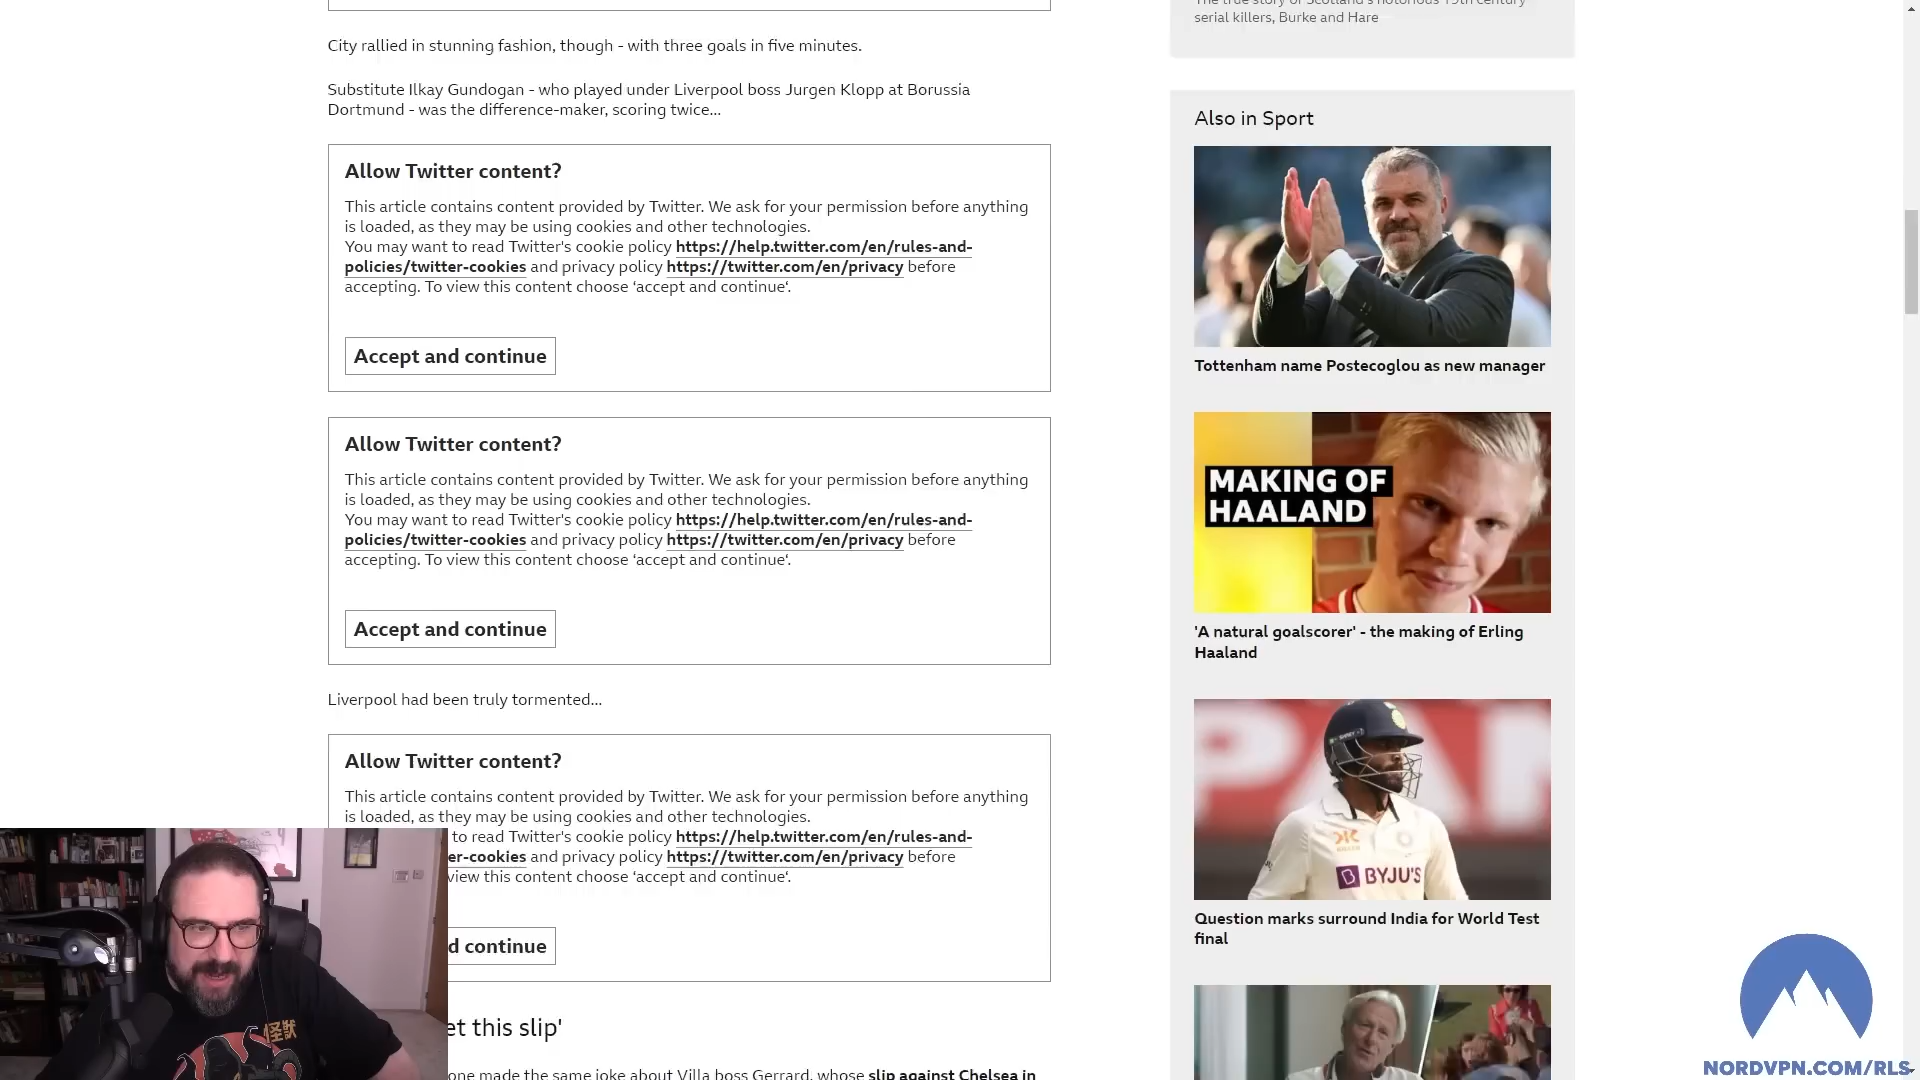 The true story of Scotland's notorious 19th century
serial killers, Burke and Hare
City rallied in stunning fashion, though - with three goals in five minutes.
Substitute Ilkay Gundogan - who played under Liverpool boss Jurgen Klopp at Borussia
Dortmund - was the difference-maker, scoring twice...
Allow Twitter content?
This article contains content provided by Twitter. We ask for your permission before anything
is loaded, as they may be using cookies and other technologies.
You may want to read Twitter's cookie policy https://help.twitter.com/en/rules-and-
policies/twitter-cookies and privacy policy https://twitter.com/en/privacy before
accepting. To view this content choose ‘accept and continue‘.
Accept and continue
Allow Twitter content?
This article contains content provided by Twitter. We ask for your permission before anything
is loaded, as they may be using cookies and other technologies.
You may want to read Twitter's cookie policy https://help.twitter.com/en/rules-and-
policies/twitter-cookies and privacy policy https://twitter.com/en/privacy before
accepting. To view this content choose ‘accept and continue‘.
Accept and continue
Liverpool had been truly tormented...
Allow Twitter content?
This article contains content provided by Twitter. We ask for your permission before anything
is loaded, as they may be using cookies and other technologies.
to read Twitter's cookie policy https://help.twitter.com/en/rules-and-
er-cookies and privacy policy https://twitter.com/en/privacy before
view this content choose ‘accept and continue‘.
d continue
et this slip'
one made the same joke about Villa boss Gerrard, whose slip against Chelsea in
Also in Sport
Tottenham name Postecoglou as new manager
MAKING OF
HAALAND
'A natural goalscorer' - the making of Erling
Haaland
BYJU'S
Question marks surround India for World Test
final
怪獣
NORDVPN.COM/RLS